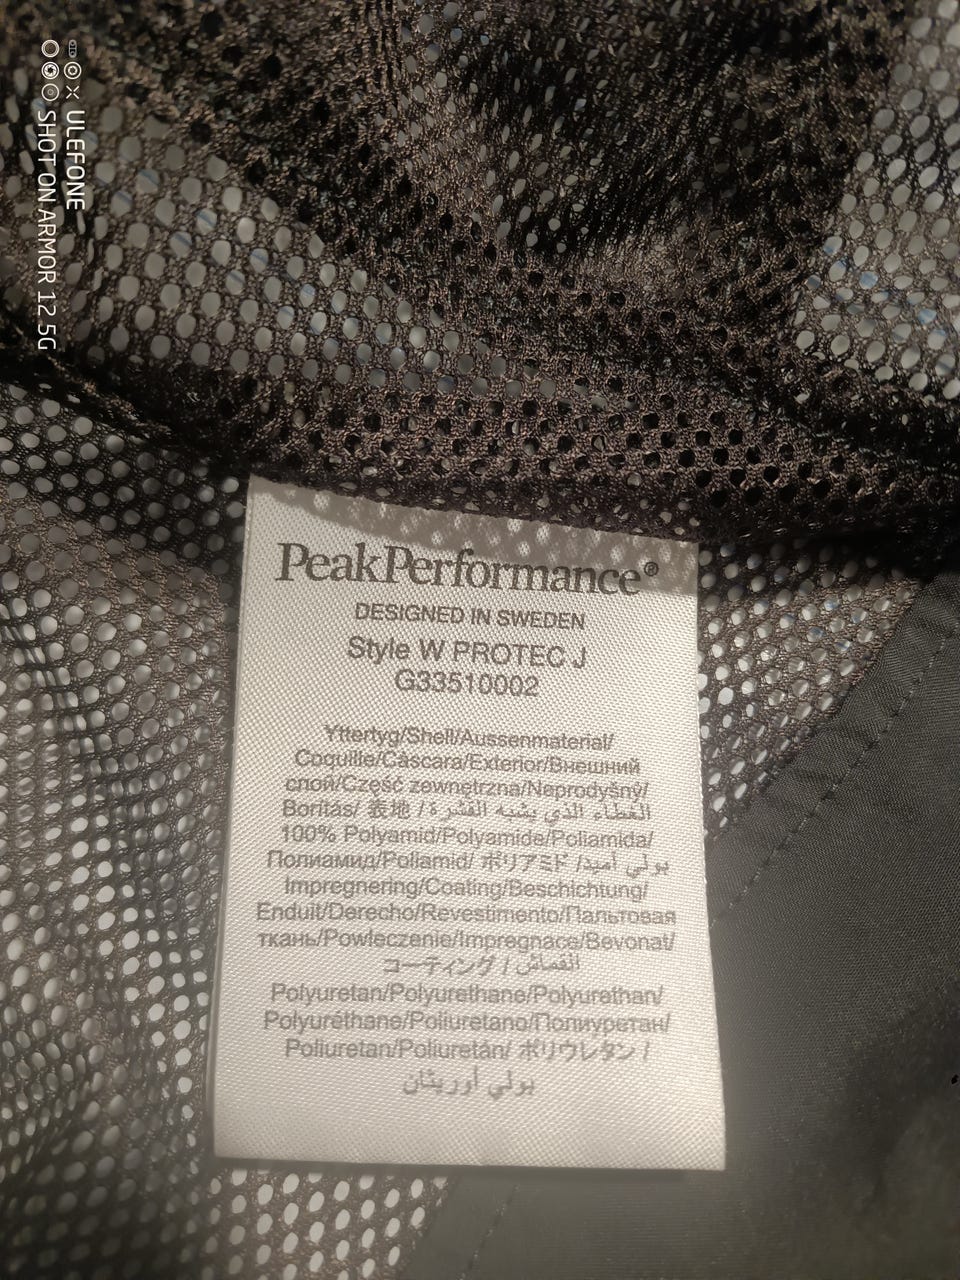 ULEFONE
SHOT ON ARMOR 12 5G
PeakPerformance®
DESIGNED IN SWEDEN
Style W PROTEC J
G33510002
Yttertyg/Shell/Aussenmaterial/
Coquille/Cáscara/Exterior/Внешний
слой/Część zewnętrzna/Neprodyšný/
Borítás/ 表地 / الغطاء الذي يشبه القشرة
100% Polyamid/Polyamide/Poliamida/
Полиамид/Poliamid/ ポリアミド /بولي أميد
Impregnering/Coating/Beschichtung/
Enduit/Derecho/Revestimento/Пальтовая
ткань/Powleczenie/Impregnace/Bevonat/
コーティング / القماش
Polyuretan/Polyurethane/Polyurethan/
Polyuréthane/Poliuretano/Полиуретан/
Poliuretan/Poliuretán/ ポリウレタン /
بولي أوريثان